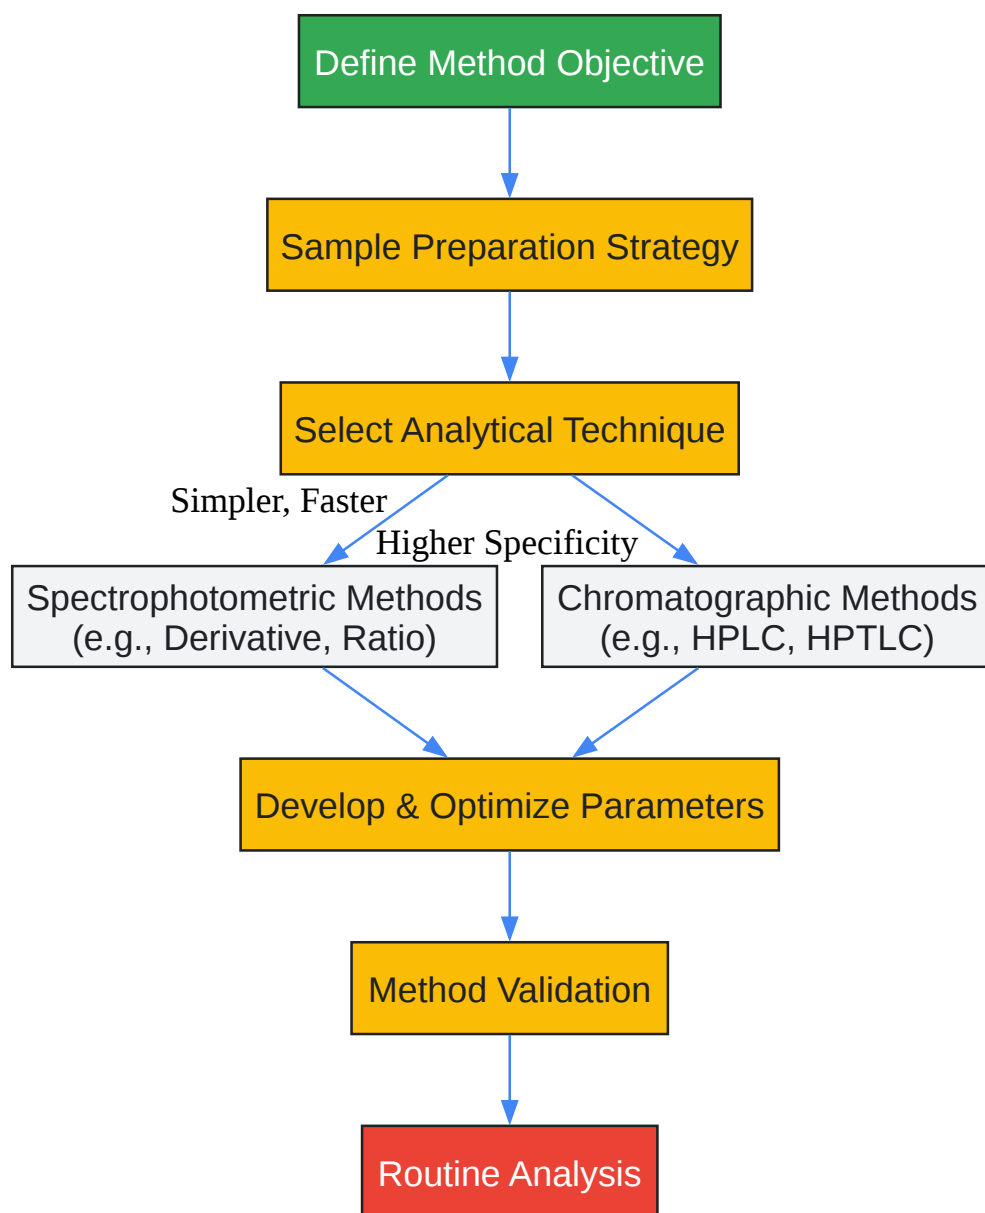 Define Method Objective
Sample Preparation Strategy
Select Analytical Technique
Simpler, Faster
Higher Specificity
Spectrophotometric Methods
(e.g., Derivative, Ratio)
Chromatographic Methods
(e.g., HPLC, HPTLC)
Develop & Optimize Parameters
Method Validation
Routine Analysis